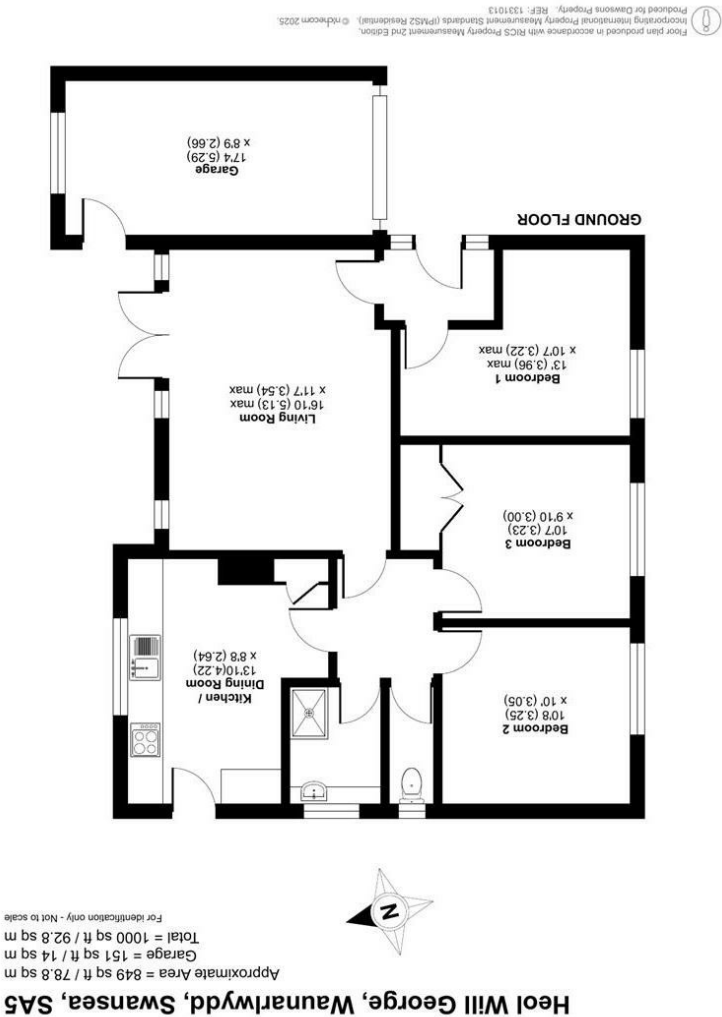 Heol Will George, Waunarlwydd, Swansea, SA5
Approximate Area = 849 sq ft / 78.8 sq m
Garage = 151 sq ft / 14 sq m
Total = 1000 sq ft / 92.8 sq m
For identification only - Not to scale
N
Bedroom 2
10'8 (3.25)
x 10' (3.05)
Kitchen /
Dining Room
13'10(4.22)
x 8'8 (2.64)
Bedroom 3
10'7 (3.23)
x 9'10 (3.00)
Living Room
16'10 (5.13) max
x 11'7 (3.54) max
Bedroom 1
13' (3.96) max
x 10'7 (3.22) max
GROUND FLOOR
Garage
17'4 (5.29)
x 8'9 (2.66)
Floor plan produced in accordance with RICS Property Measurement 2nd Edition,
Incorporating International Property Measurement Standards (IPMS2 Residential). © nichecom 2025.
Produced for Dawsons Property. REF: 1331013